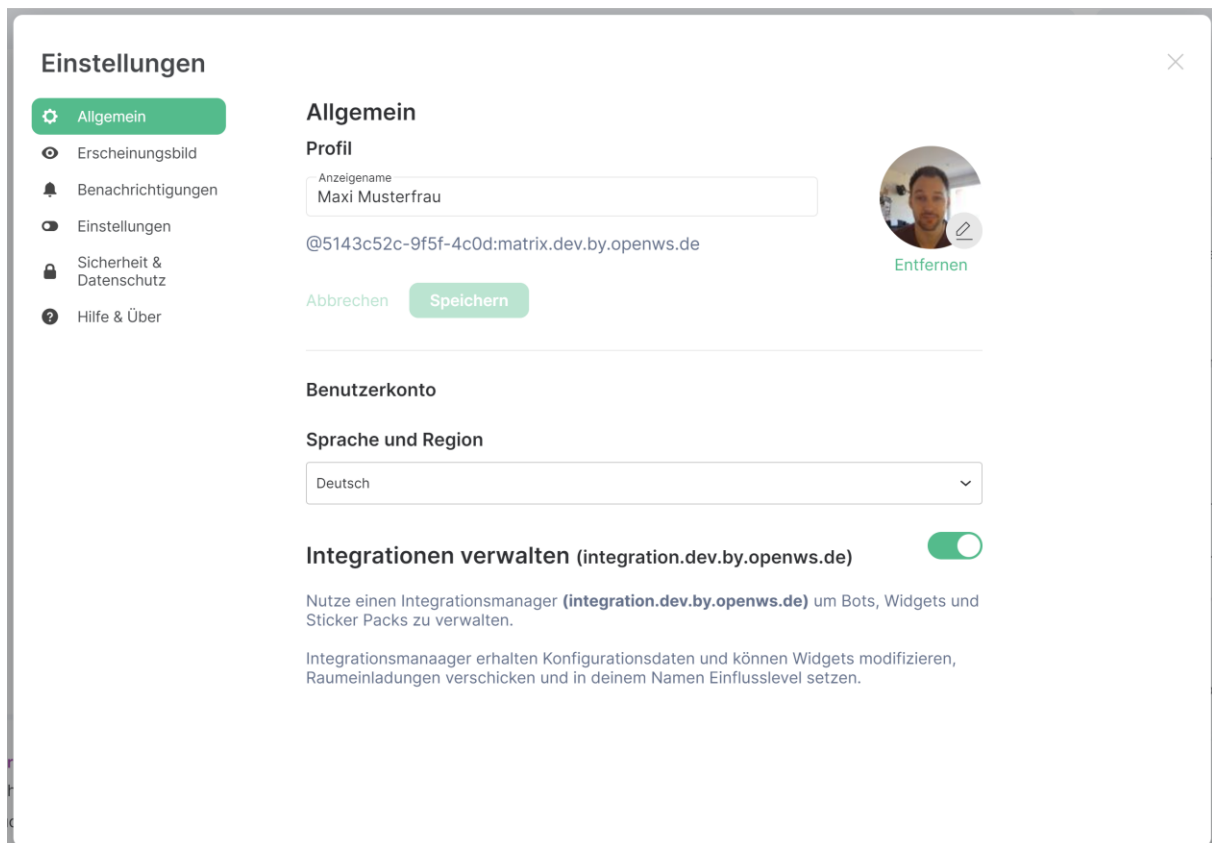 Einstellungen
Allgemein
Erscheinungsbild
Benachrichtigungen
Einstellungen
Sicherheit &
Datenschutz
Hilfe & Über
Allgemein
Profil
Anzeigename
Maxi Musterfrau
@5143c52c-9f5f-4c0d:matrix.dev.by.openws.de
Entfernen
Abbrechen
Speichern
Benutzerkonto
Sprache und Region
Deutsch
Integrationen verwalten (integration.dev.by.openws.de)
Nutze einen Integrationsmanager (integration.dev.by.openws.de) um Bots, Widgets und
Sticker Packs zu verwalten.
Integrationsmanaager erhalten Konfigurationsdaten und können Widgets modifizieren,
Raumeinladungen verschicken und in deinem Namen Einflusslevel setzen.